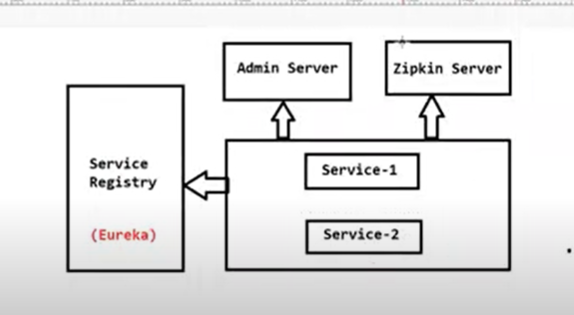 Admin Server
Zipkin Server
Service
Registry
(Eureka)
Service-1
Service-2